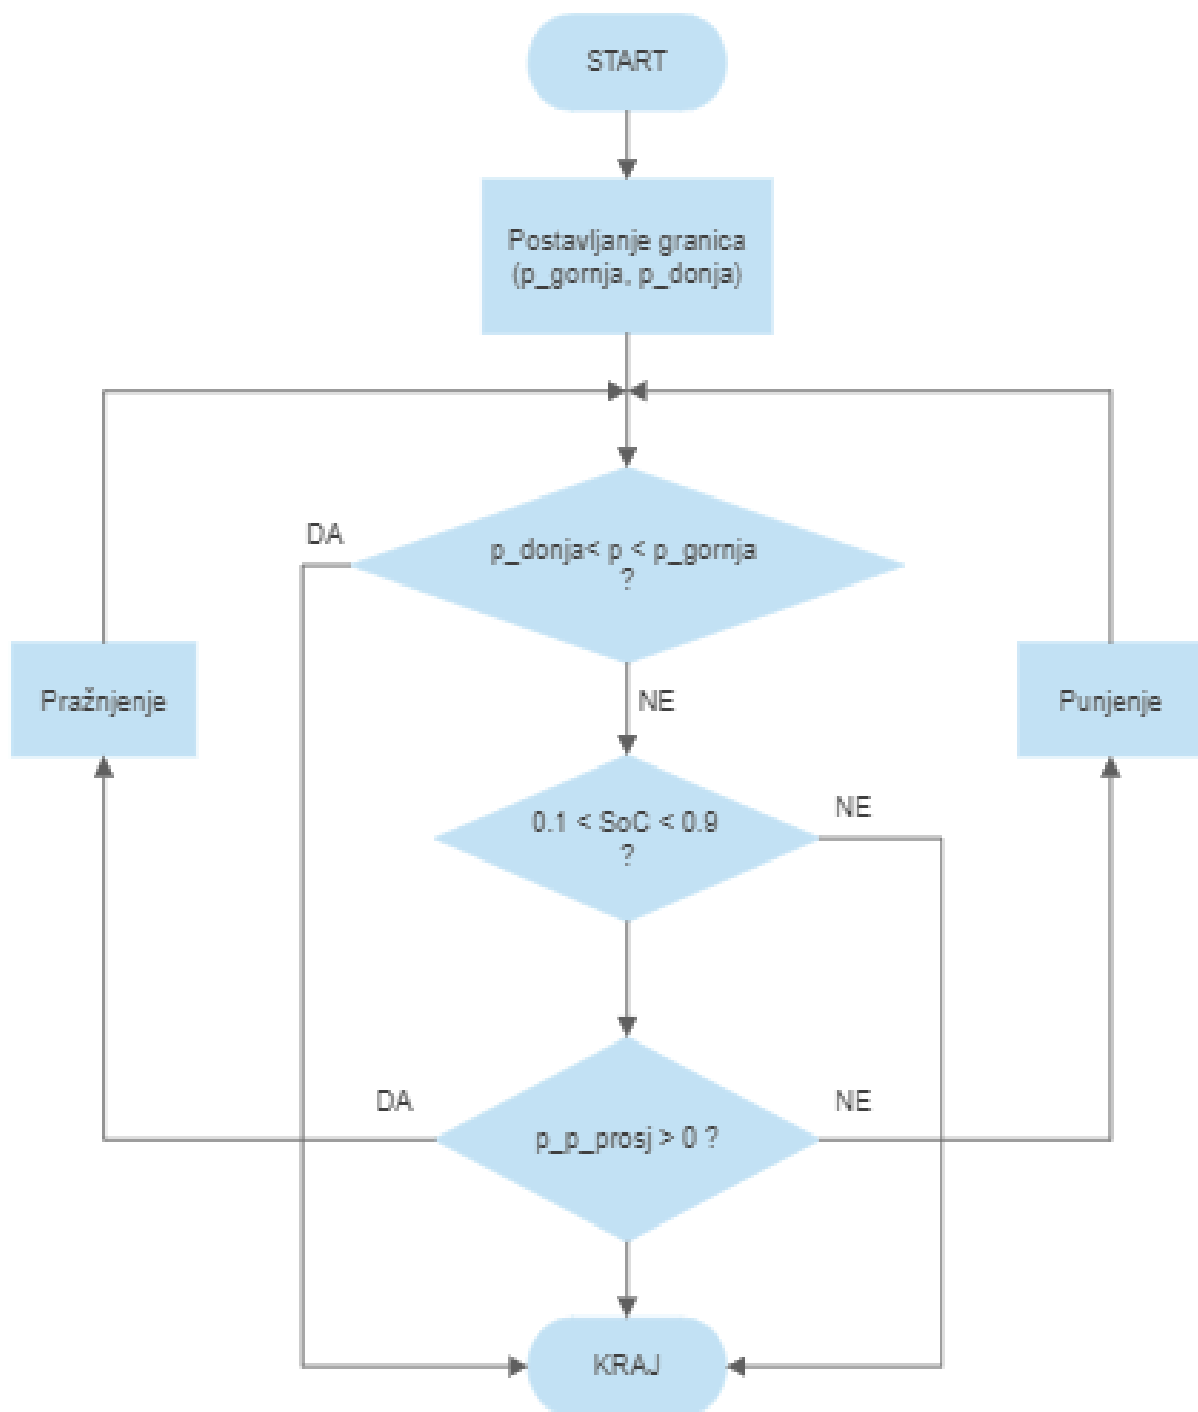 START
Postavljanje granica
(p_gornja, p_donja)
DA
p_donja< p < p_gornja
?
Pražnjenje
NE
Punjenje
0.1 < SoC < 0.9
?
NE
DA
p_p_prosj > 0 ?
NE
KRAJ